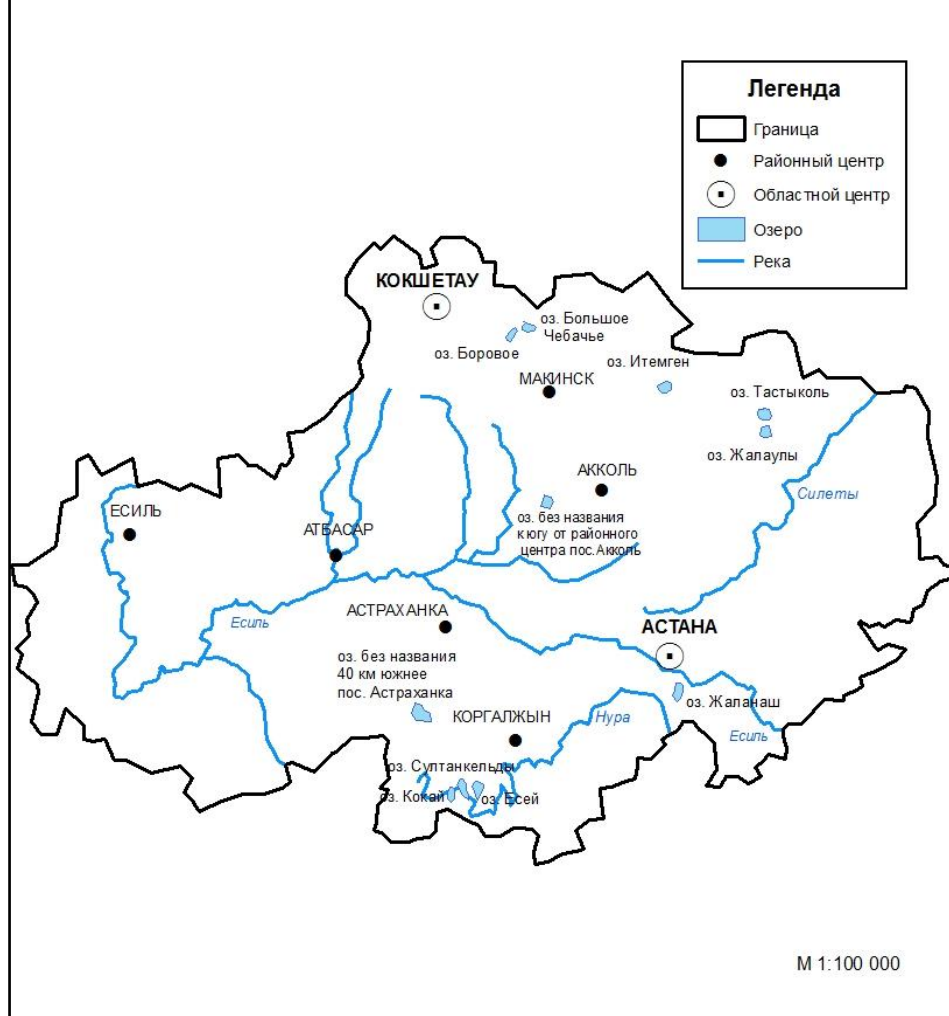 Легенда
Граница
Районный центр
Областной центр
Озеро
Река
КОКШЕТАУ
оз. Большое
Чебачье
оз. Боровое
МАКИНСК
оз. Итемген
оз. Тастыколь
оз. Жалаулы
АККОЛЬ
Силеты
ЕСИЛЬ
оз. без названия
к югу от районного
центра пос. Акколь
АТБАСАР
АСТРАХАНКА
Есиль
АСТАНА
оз. без названия
40 км южнее
пос. Астраханка
оз. Жаланаш
КОРГАЛЖЫН
Нура
Есиль
оз. Султанкельды
оз. Кокай
оз. Есей
М 1:100 000